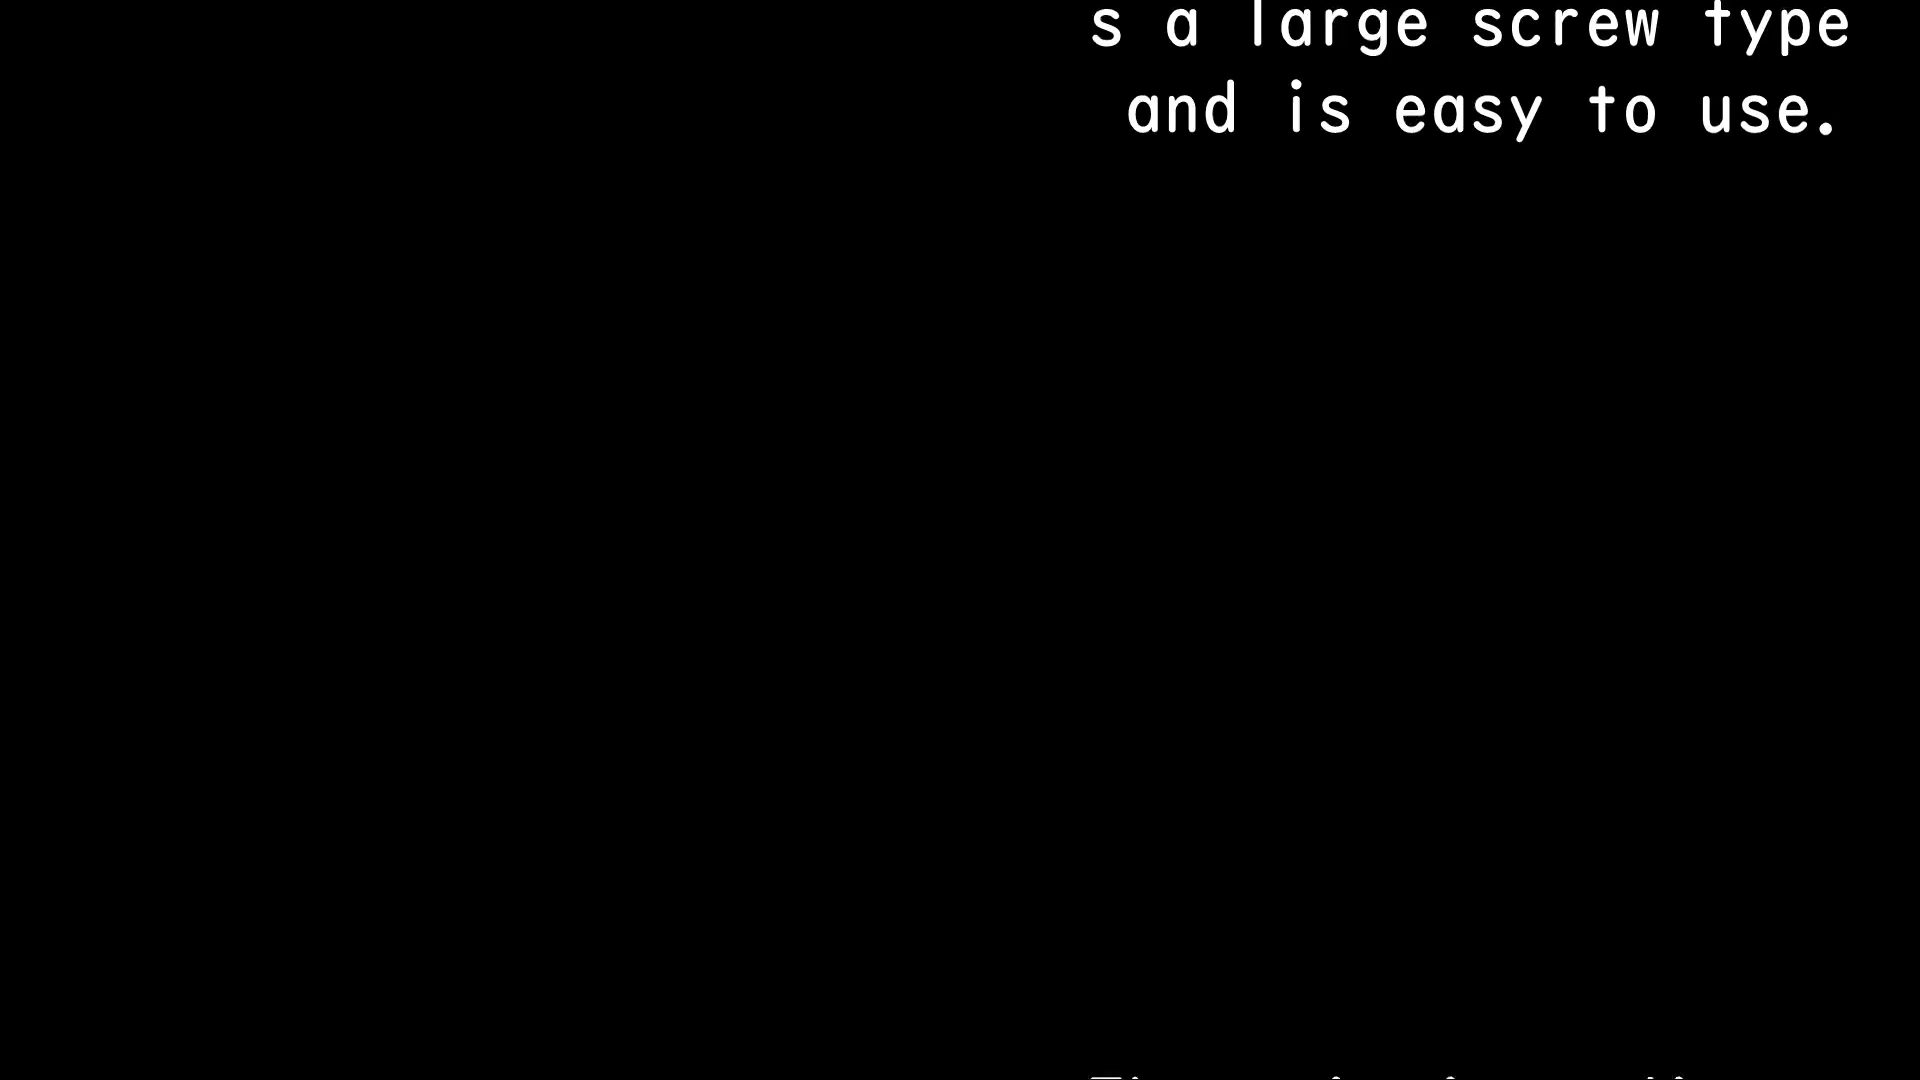 s a large screw type
and is easy to use.